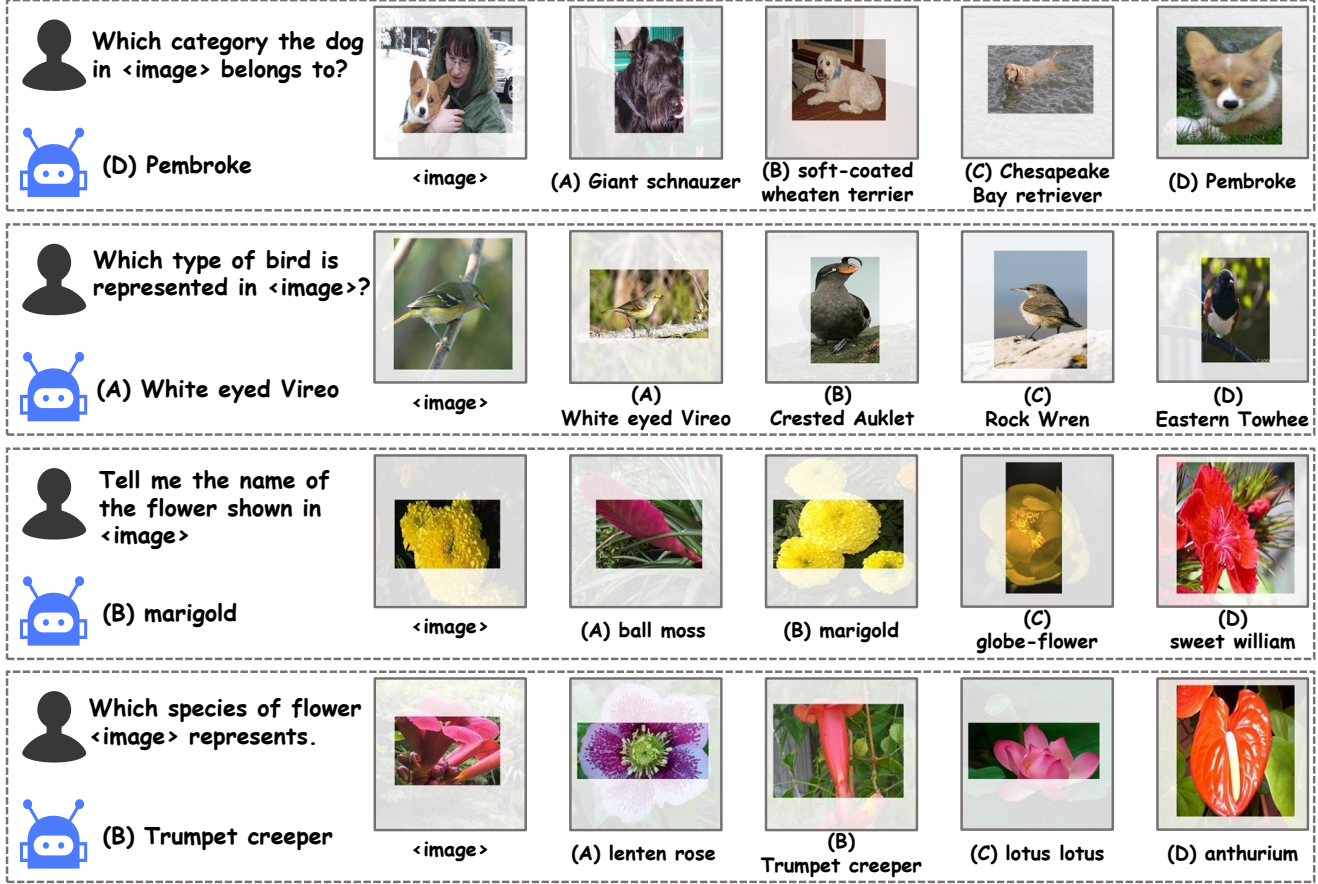 Which category the dog
in <image> belongs to?
(D) Pembroke
<image>
(A) Giant schnauzer
(B) soft-coated
wheaten terrier
(C) Chesapeake
Bay retriever
(D) Pembroke
Which type of bird is
represented in <image>?
(A) White eyed Vireo
<image>
(A)
White eyed Vireo
(B)
Crested Auklet
(C)
Rock Wren
(D)
Eastern Towhee
Tell me the name of
the flower shown in
<image>
(B) marigold
<image>
(A) ball moss
(B) marigold
(C)
globe-flower
(D)
sweet william
Which species of flower
<image> represents.
(B) Trumpet creeper
<image>
(A) lenten rose
(B)
Trumpet creeper
(C) lotus lotus
(D) anthurium